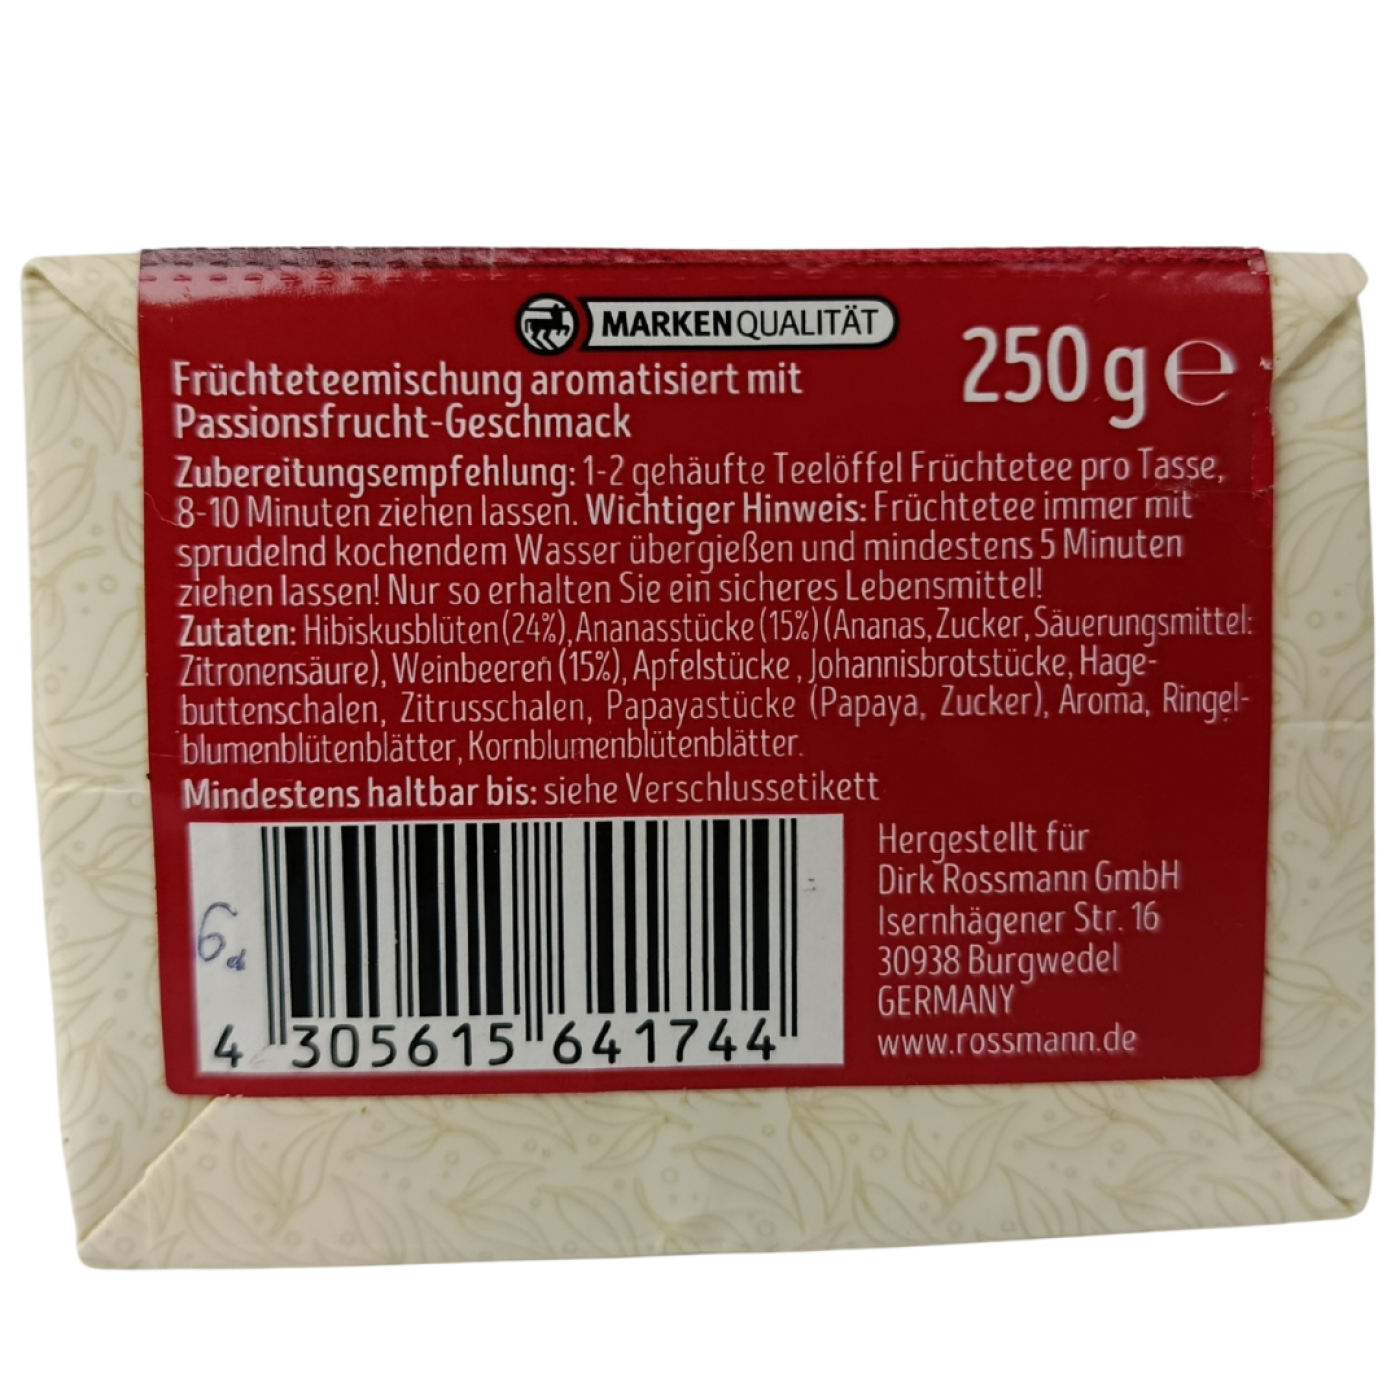 MARKENQUALITÄT
250 g ℮
Früchteteemischung aromatisiert mit
Passionsfrucht-Geschmack
Zubereitungsempfehlung: 1-2 gehäufte Teelöffel Früchtetee pro Tasse,
8-10 Minuten ziehen lassen. Wichtiger Hinweis: Früchtetee immer mit
sprudelnd kochendem Wasser übergießen und mindestens 5 Minuten
ziehen lassen! Nur so erhalten Sie ein sicheres Lebensmittel!
Zutaten: Hibiskusblüten (24%), Ananasstücke (15%) (Ananas, Zucker, Säuerungsmittel:
Zitronensäure), Weinbeeren (15%), Apfelstücke, Johannisbrotstücke, Hage-
buttenschalen, Zitrusschalen, Papayastücke (Papaya, Zucker), Aroma, Ringel-
blumenblütenblätter, Kornblumenblütenblätter.
Mindestens haltbar bis: siehe Verschlussetikett
6
4 305615 641744
Hergestellt für
Dirk Rossmann GmbH
Isernhägener Str. 16
30938 Burgwedel
GERMANY
www.rossmann.de